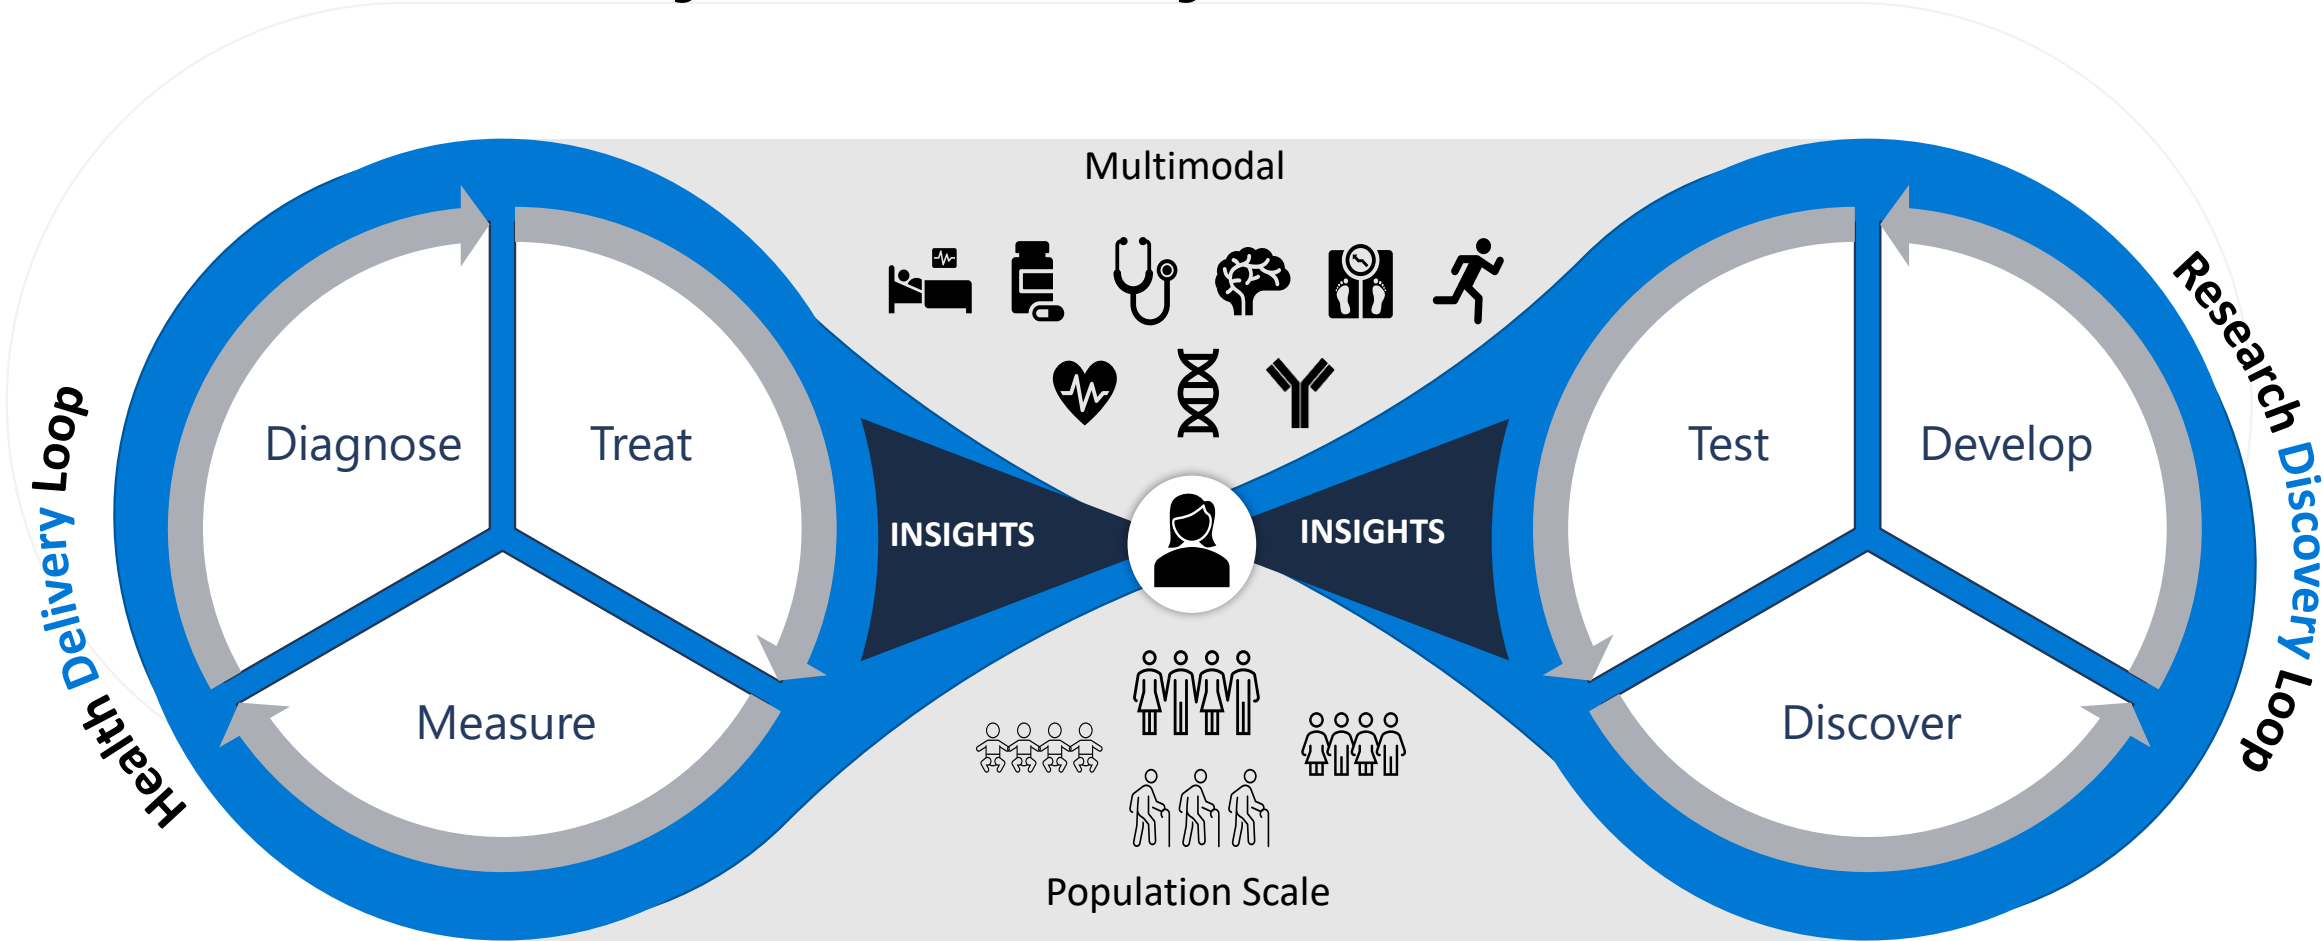 Multimodal
Health Delivery Loop
Diagnose
Treat
Measure
INSIGHTS
INSIGHTS
Test
Develop
Discover
Research Discovery Loop
Population Scale